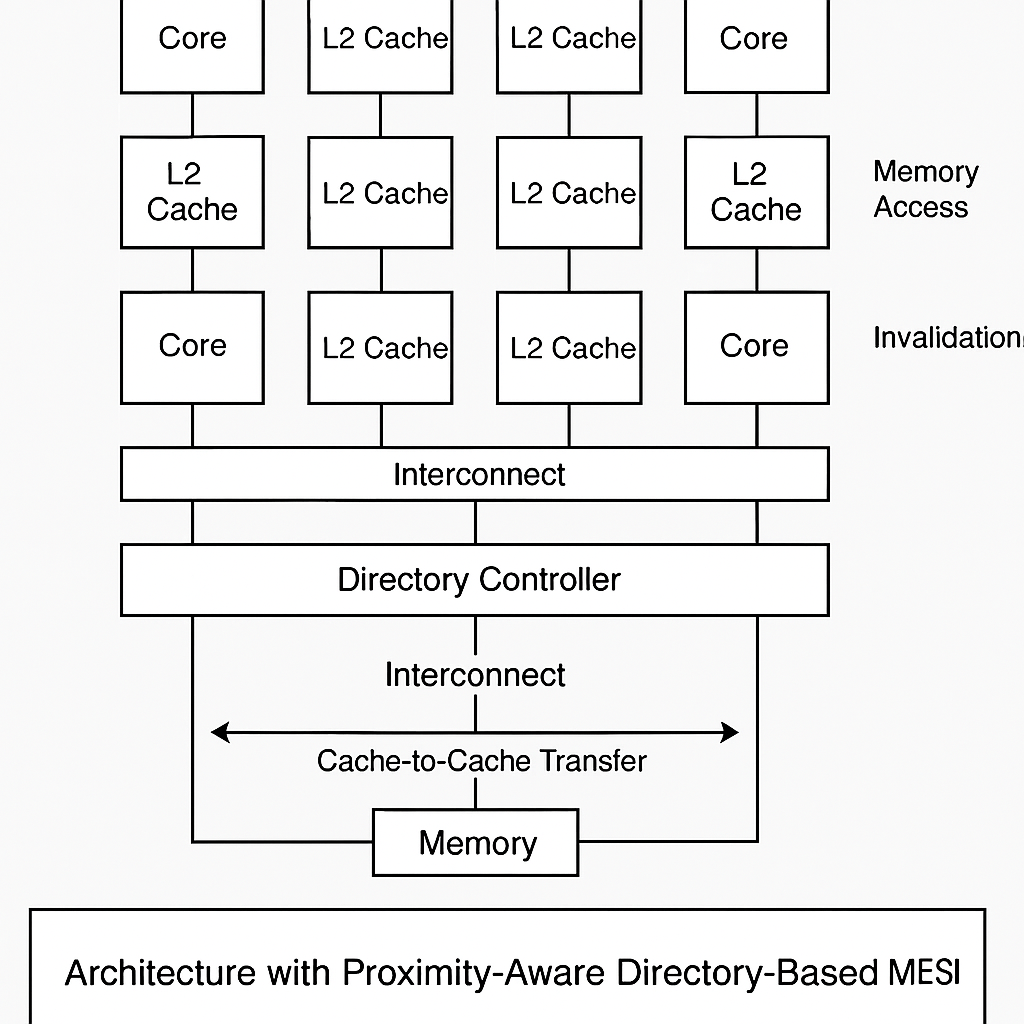 Core
L2 Cache
L2 Cache
Core
L2
Cache
L2 Cache
L2 Cache
L2
Cache
Memory
Access
Core
L2 Cache
L2 Cache
Core
Invalidation
Interconnect
Directory Controller
Interconnect
Cache-to-Cache Transfer
Memory
Architecture with Proximity-Aware Directory-Based MESI